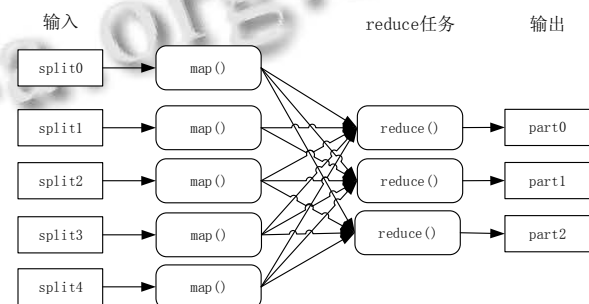 输入 reduce任务 输出
split0 map()
split1 map() reduce() part0
split2 map() reduce() part1
split3 map() reduce() part2
split4 map()